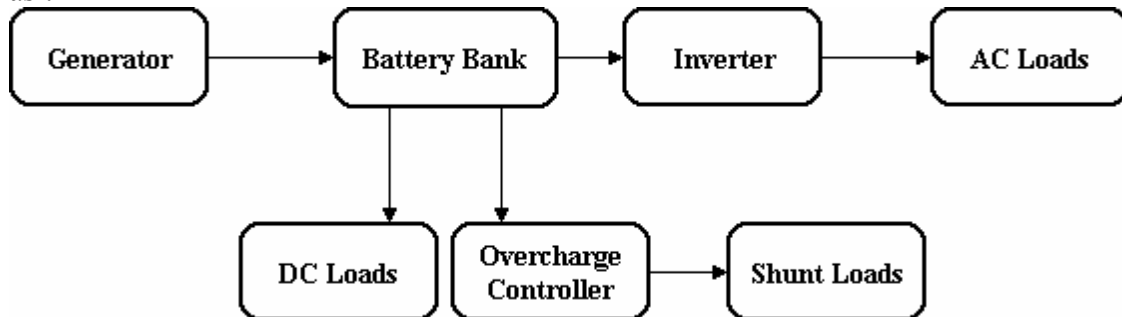 Generator
Battery Bank
Inverter
AC Loads
DC Loads
Overcharge
Controller
Shunt Loads